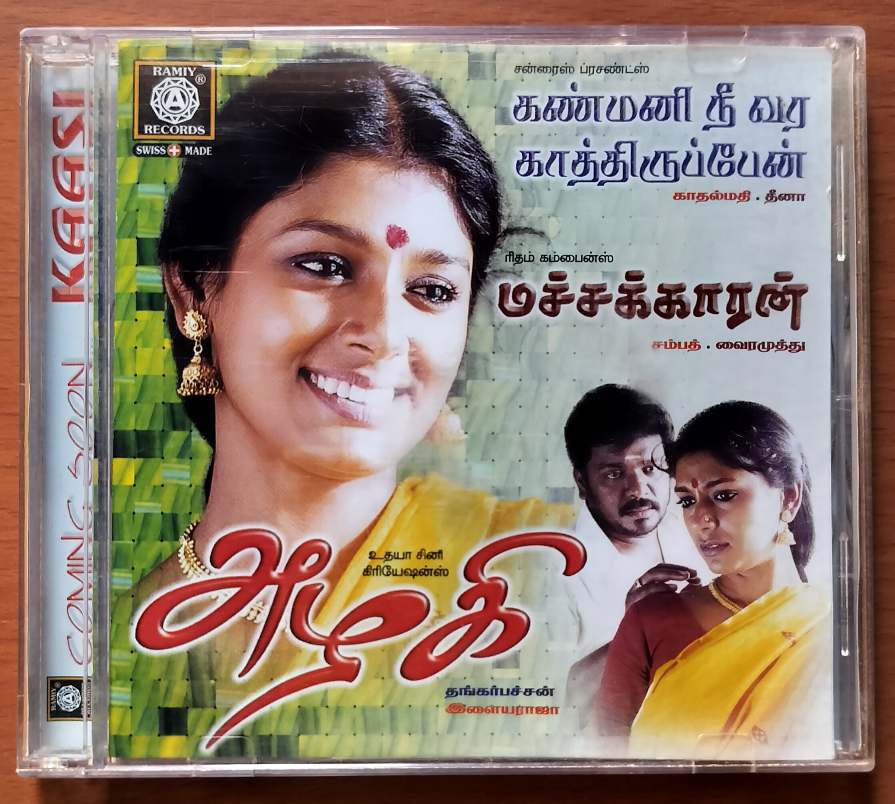 RAMIY
RECORDS
SWISS MADE
சன்ரைஸ் ப்ரசண்ட்ஸ்
கண்மணி நீ வர
காத்திருப்பேன்
காதல்மதி . தீனா
ரிதம் கம்பைன்ஸ்
மச்சக்காரன்
சம்பத் . வைரமுத்து
உதயா சினி
கிரியேஷன்ஸ்
அழகி
தங்கர்பச்சன்
இளையராஜா
COMING SOON KAASI
RAMIY